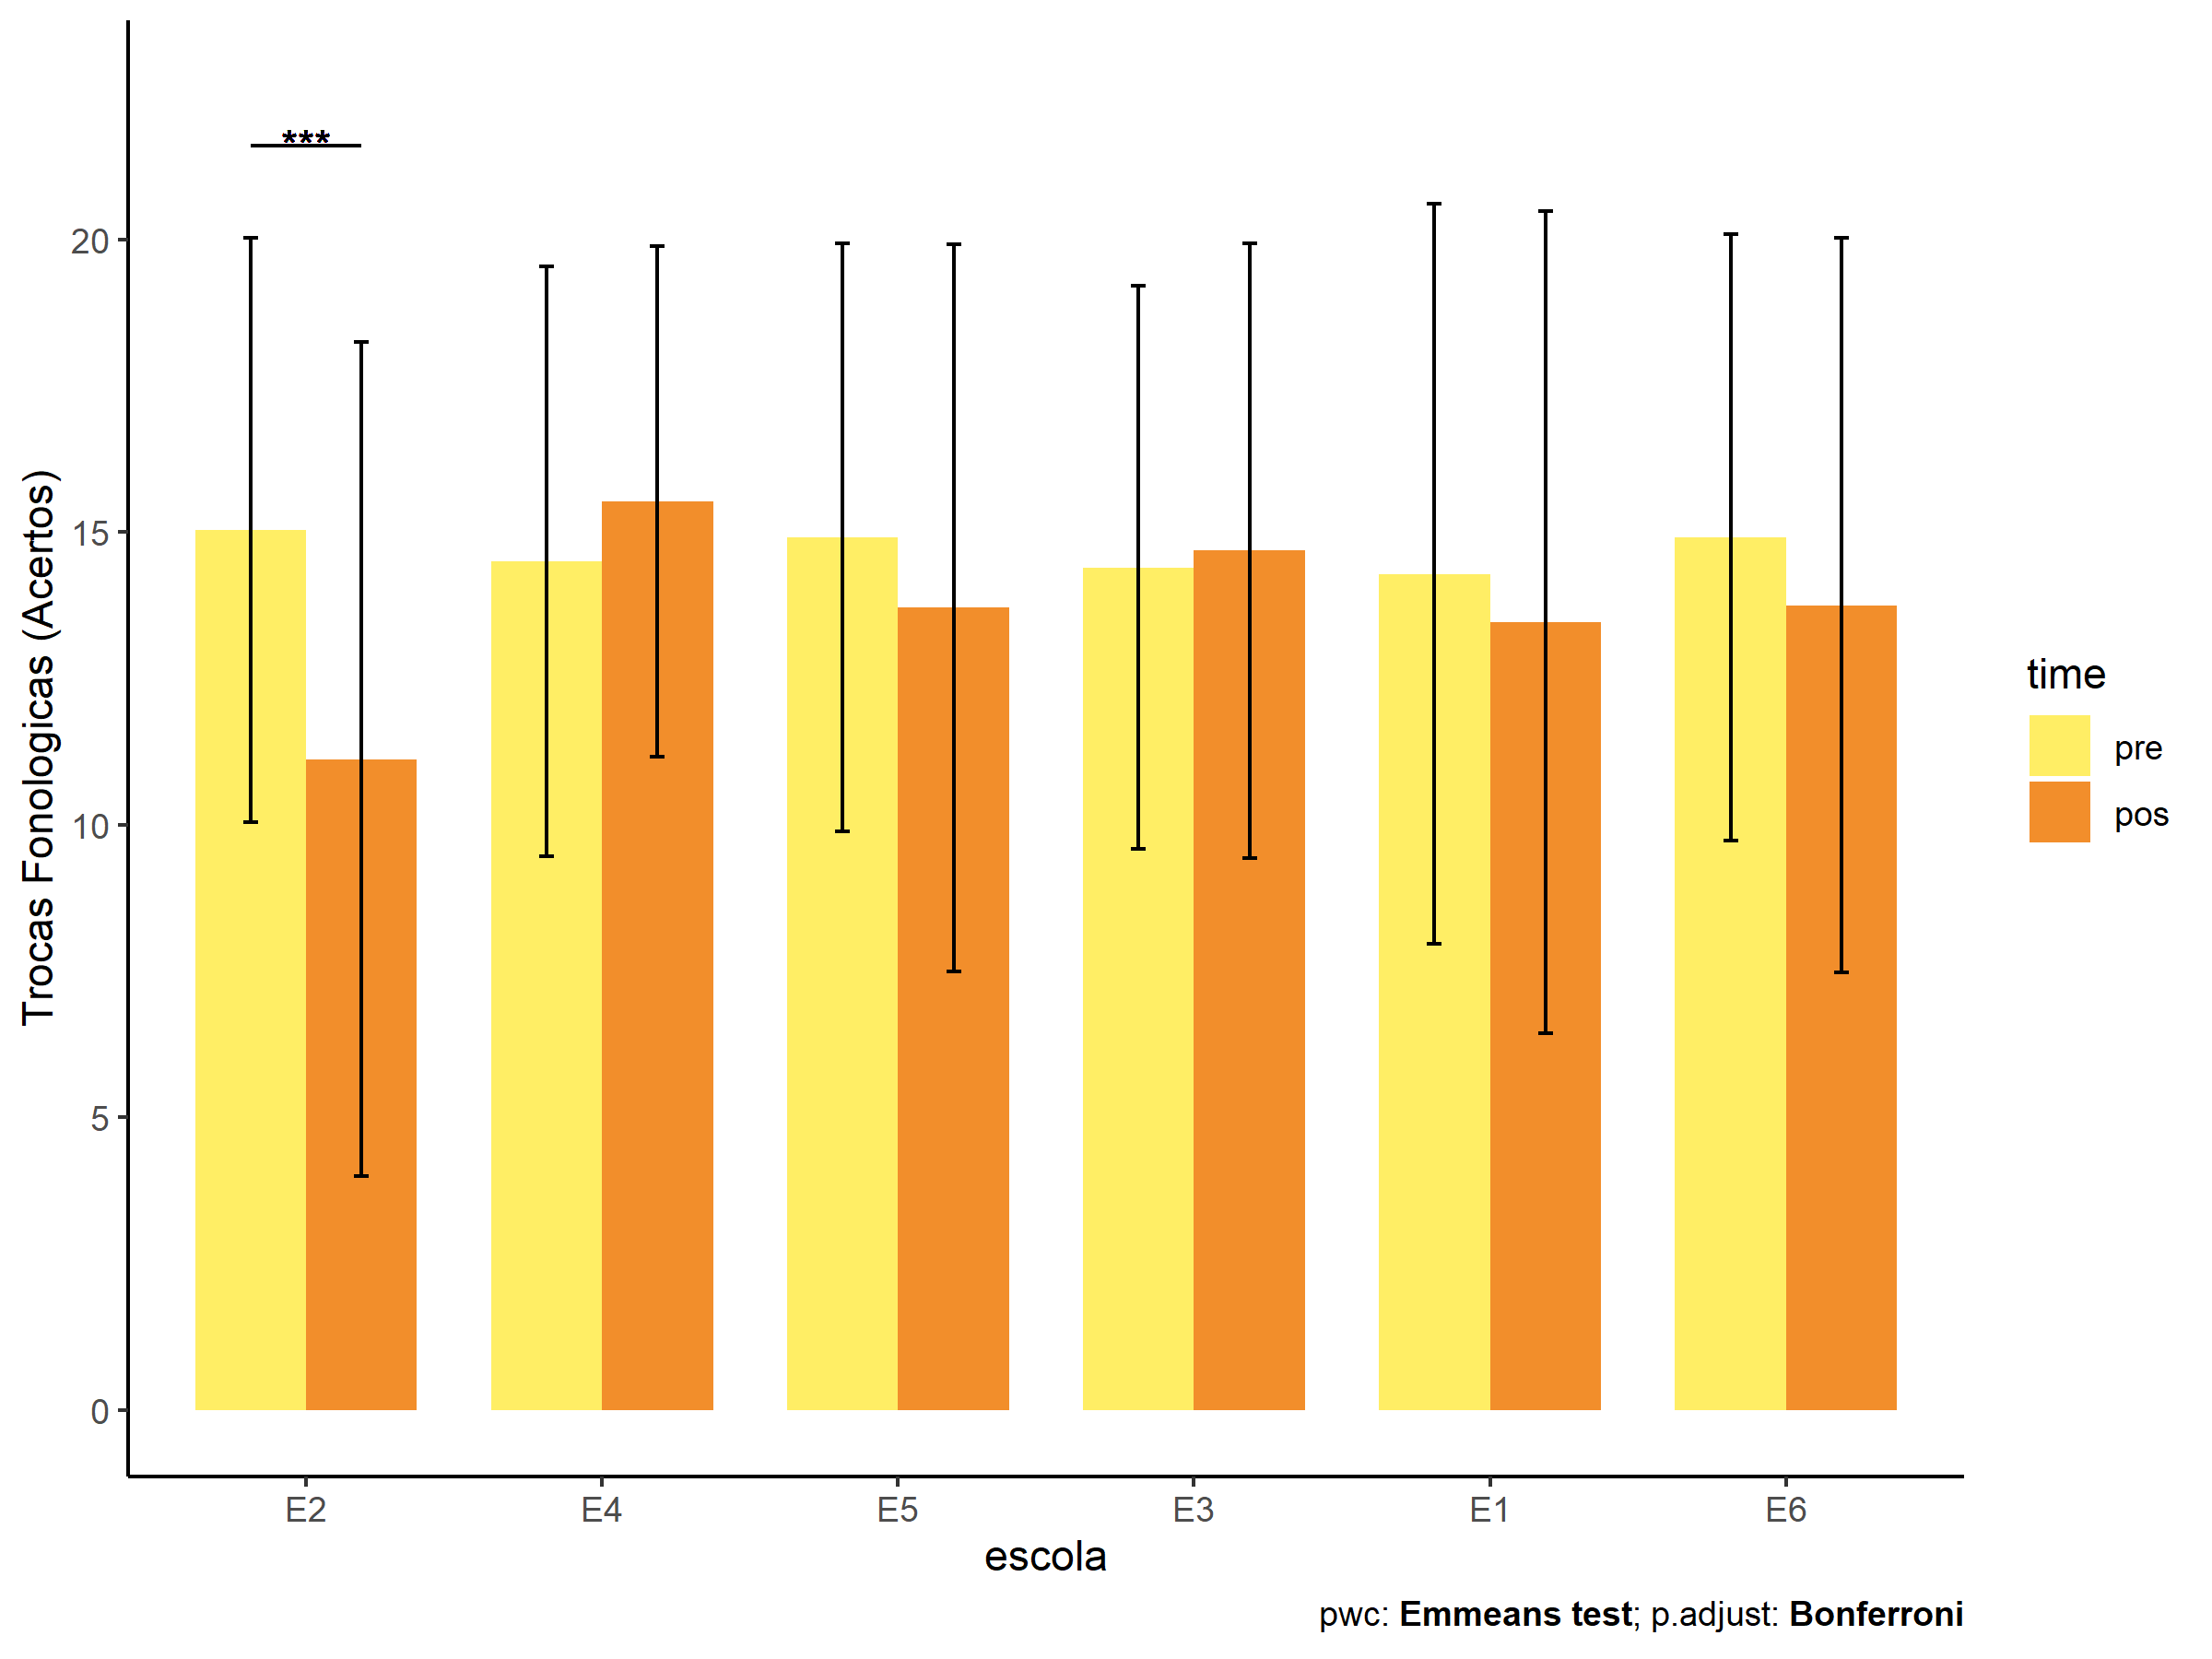 ***
20
15
10
5
0
Trocas Fonologicas (Acertos)
E2 E4 E5 E3 E1 E6
escola
time
pre
pos
pwc: Emmeans test; p.adjust: Bonferroni